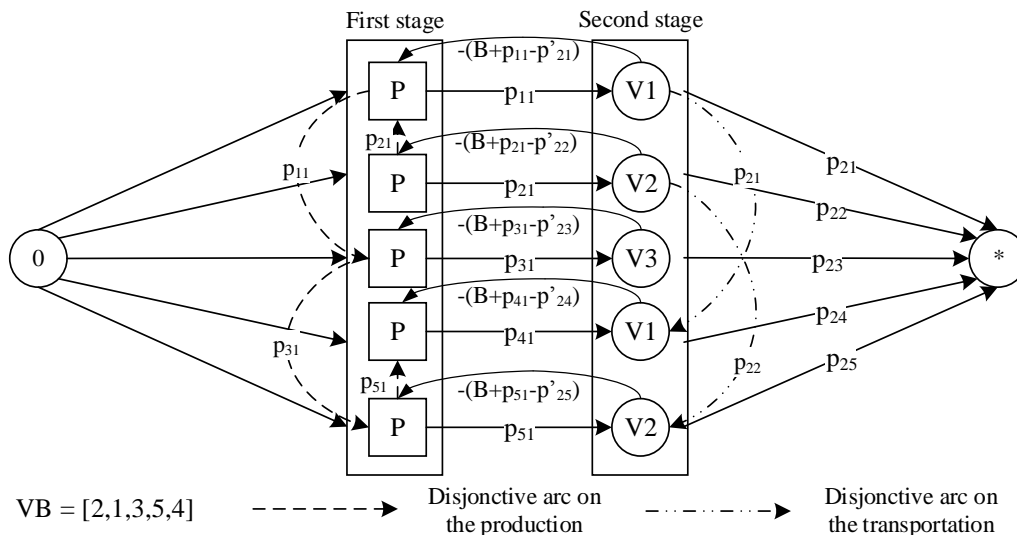 First stage
Second stage
-(B+p₁₁-p’₂₁)
P
p₁₁
V1
p₂₁
-(B+p₂₁-p’₂₂)
p₁₁
P
p₂₁
V2
p₂₁
p₂₁
p₂₂
-(B+p₃₁-p’₂₃)
0
P
p₃₁
V3
p₂₃
*
-(B+p₄₁-p’₂₄)
P
p₄₁
V1
p₂₄
p₃₁
p₅₁
-(B+p₅₁-p’₂₅)
p₂₂
p₂₅
P
p₅₁
V2
VB = [2,1,3,5,4]
Disjonctive arc on
the production
Disjonctive arc on
the transportation